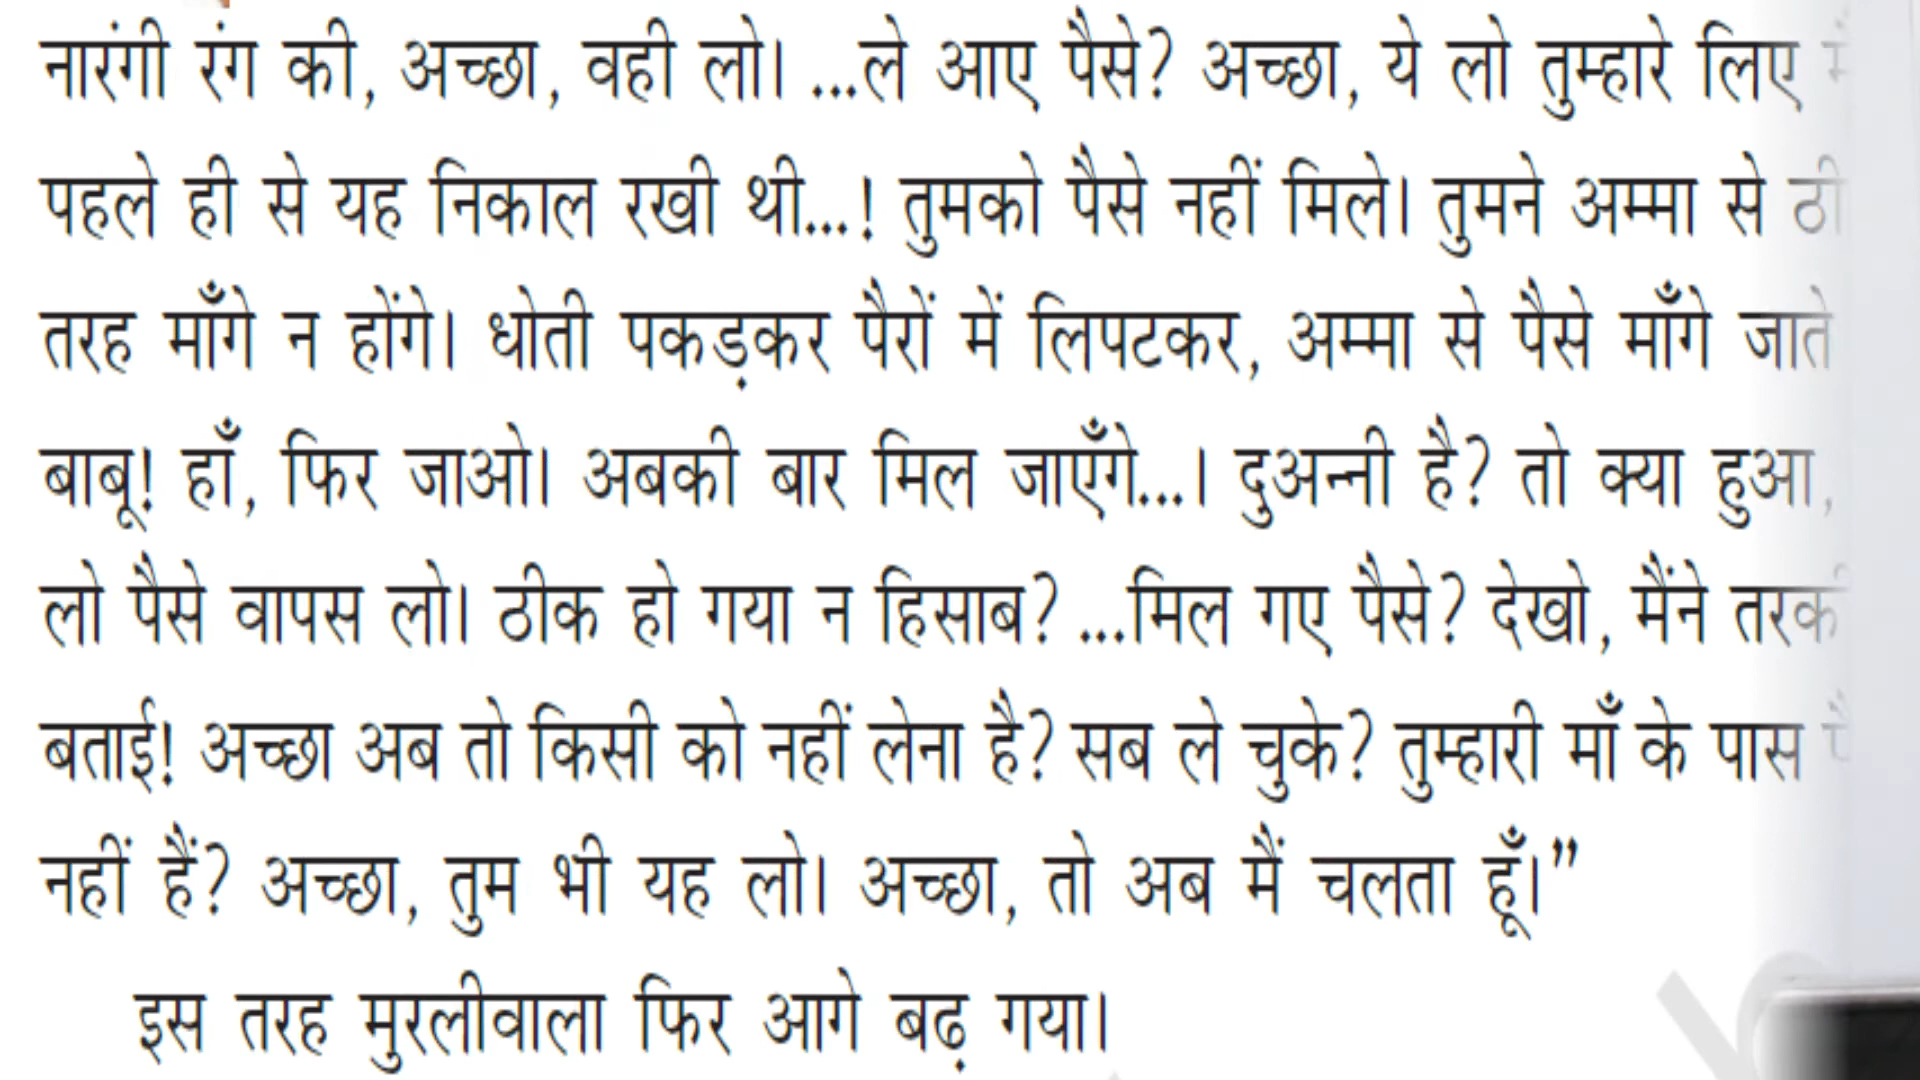 नारंगी रंग की, अच्छा, वही लो। ...ले आए पैसे? अच्छा, ये लो तुम्हारे लिए
पहले ही से यह निकाल रखी थी...! तुमको पैसे नहीं मिले। तुमने अम्मा से
तरह माँगे न होंगे। धोती पकड़कर पैरों में लिपटकर, अम्मा से पैसे माँगे जाते
बाबू! हाँ, फिर जाओ। अबकी बार मिल जाएँगे...। दुअन्नी है? तो क्या हुआ,
लो पैसे वापस लो। ठीक हो गया न हिसाब? ...मिल गए पैसे? देखो, मैंने
बताई! अच्छा अब तो किसी को नहीं लेना है? सब ले चुके? तुम्हारी माँ के पास
नहीं हैं? अच्छा, तुम भी यह लो। अच्छा, तो अब मैं चलता हूँ।”
इस तरह मुरलीवाला फिर आगे बढ़ गया।